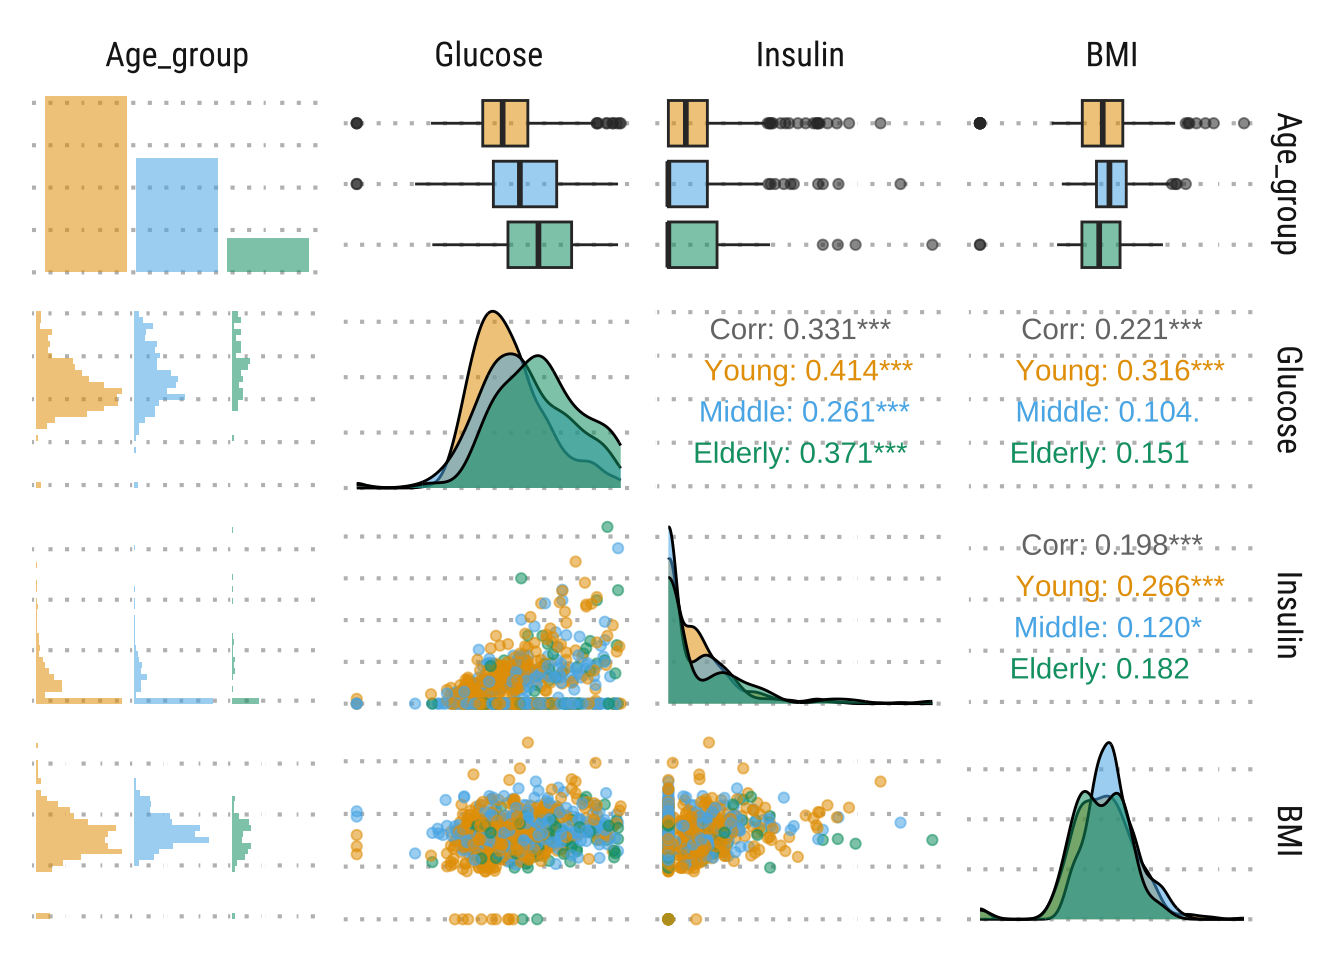 Age_group
Glucose
Insulin
BMI
Age_group
Corr: 0.331***
Young: 0.414***
Middle: 0.261***
Elderly: 0.371***
Corr: 0.221***
Young: 0.316***
Middle: 0.104.
Elderly: 0.151
Glucose
Corr: 0.198***
Young: 0.266***
Middle: 0.120*
Elderly: 0.182
Insulin
BMI